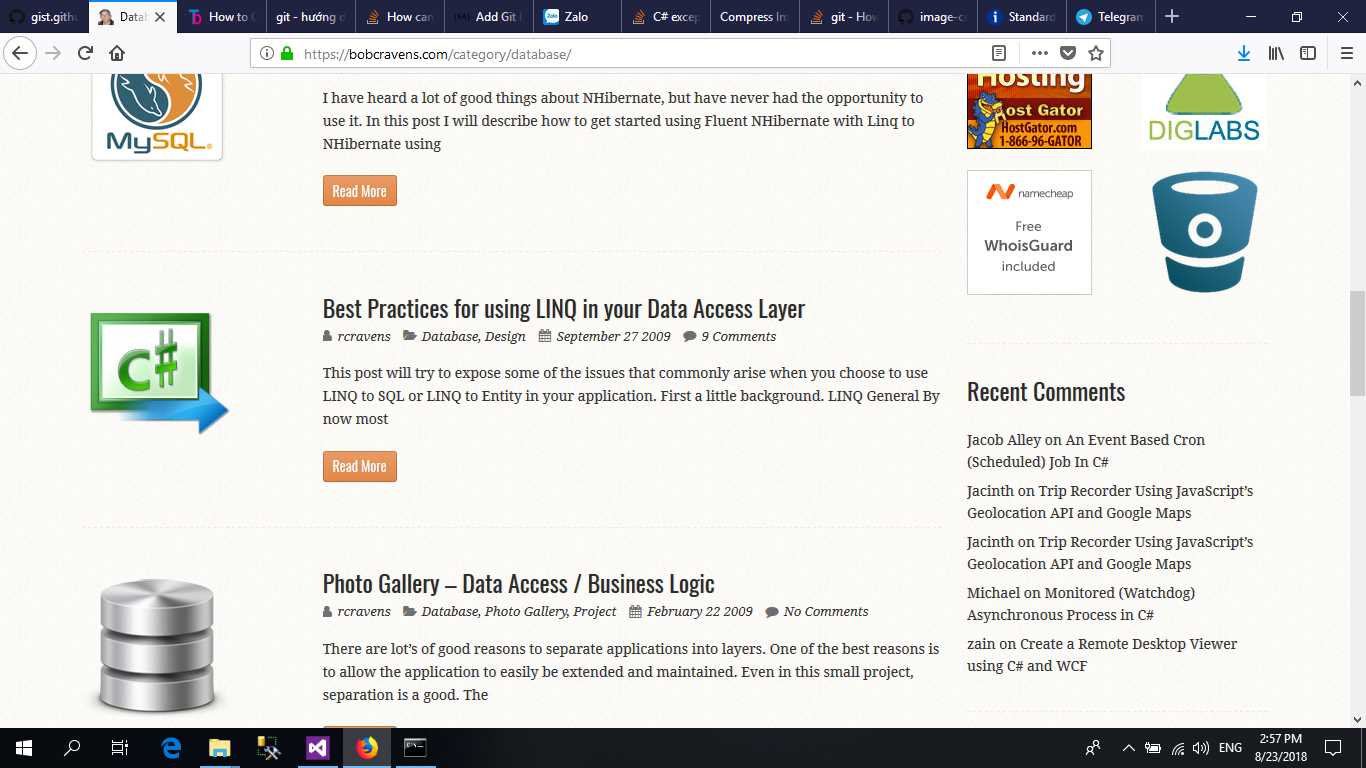 gist.gith
Datab
How to C
git - hướng d
How can
Add Git I
Zalo
C# excep
Compress Im
git - How
image-co
Standard
Telegram
https://bobcravens.com/category/database/
MySQL
I have heard a lot of good things about NHibernate, but have never had the opportunity to
use it. In this post I will describe how to get started using Fluent NHibernate with Linq to
NHibernate using
Read More
C#
Best Practices for using LINQ in your Data Access Layer
rcravens Database, Design September 27 2009 9 Comments
This post will try to expose some of the issues that commonly arise when you choose to use
LINQ to SQL or LINQ to Entity in your application. First a little background. LINQ General By
now most
Read More
Photo Gallery – Data Access / Business Logic
rcravens Database, Photo Gallery, Project February 22 2009 No Comments
There are lot’s of good reasons to separate applications into layers. One of the best reasons is
to allow the application to easily be extended and maintained. Even in this small project,
separation is a good. The
Hosting
Host Gator
HostGator.com
1-866-96-GATOR
DIGLABS
namecheap
Free
WhoisGuard
included
Recent Comments
Jacob Alley on An Event Based Cron
(Scheduled) Job In C#
Jacinth on Trip Recorder Using JavaScript’s
Geolocation API and Google Maps
Jacinth on Trip Recorder Using JavaScript’s
Geolocation API and Google Maps
Michael on Monitored (Watchdog)
Asynchronous Process in C#
zain on Create a Remote Desktop Viewer
using C# and WCF
ENG
2:57 PM
8/23/2018